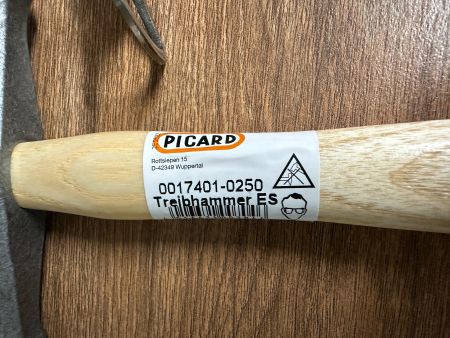 PICARD
Rottsiepen 15
D-42349 Wuppertal
0017401-0250
Treibhammer ES